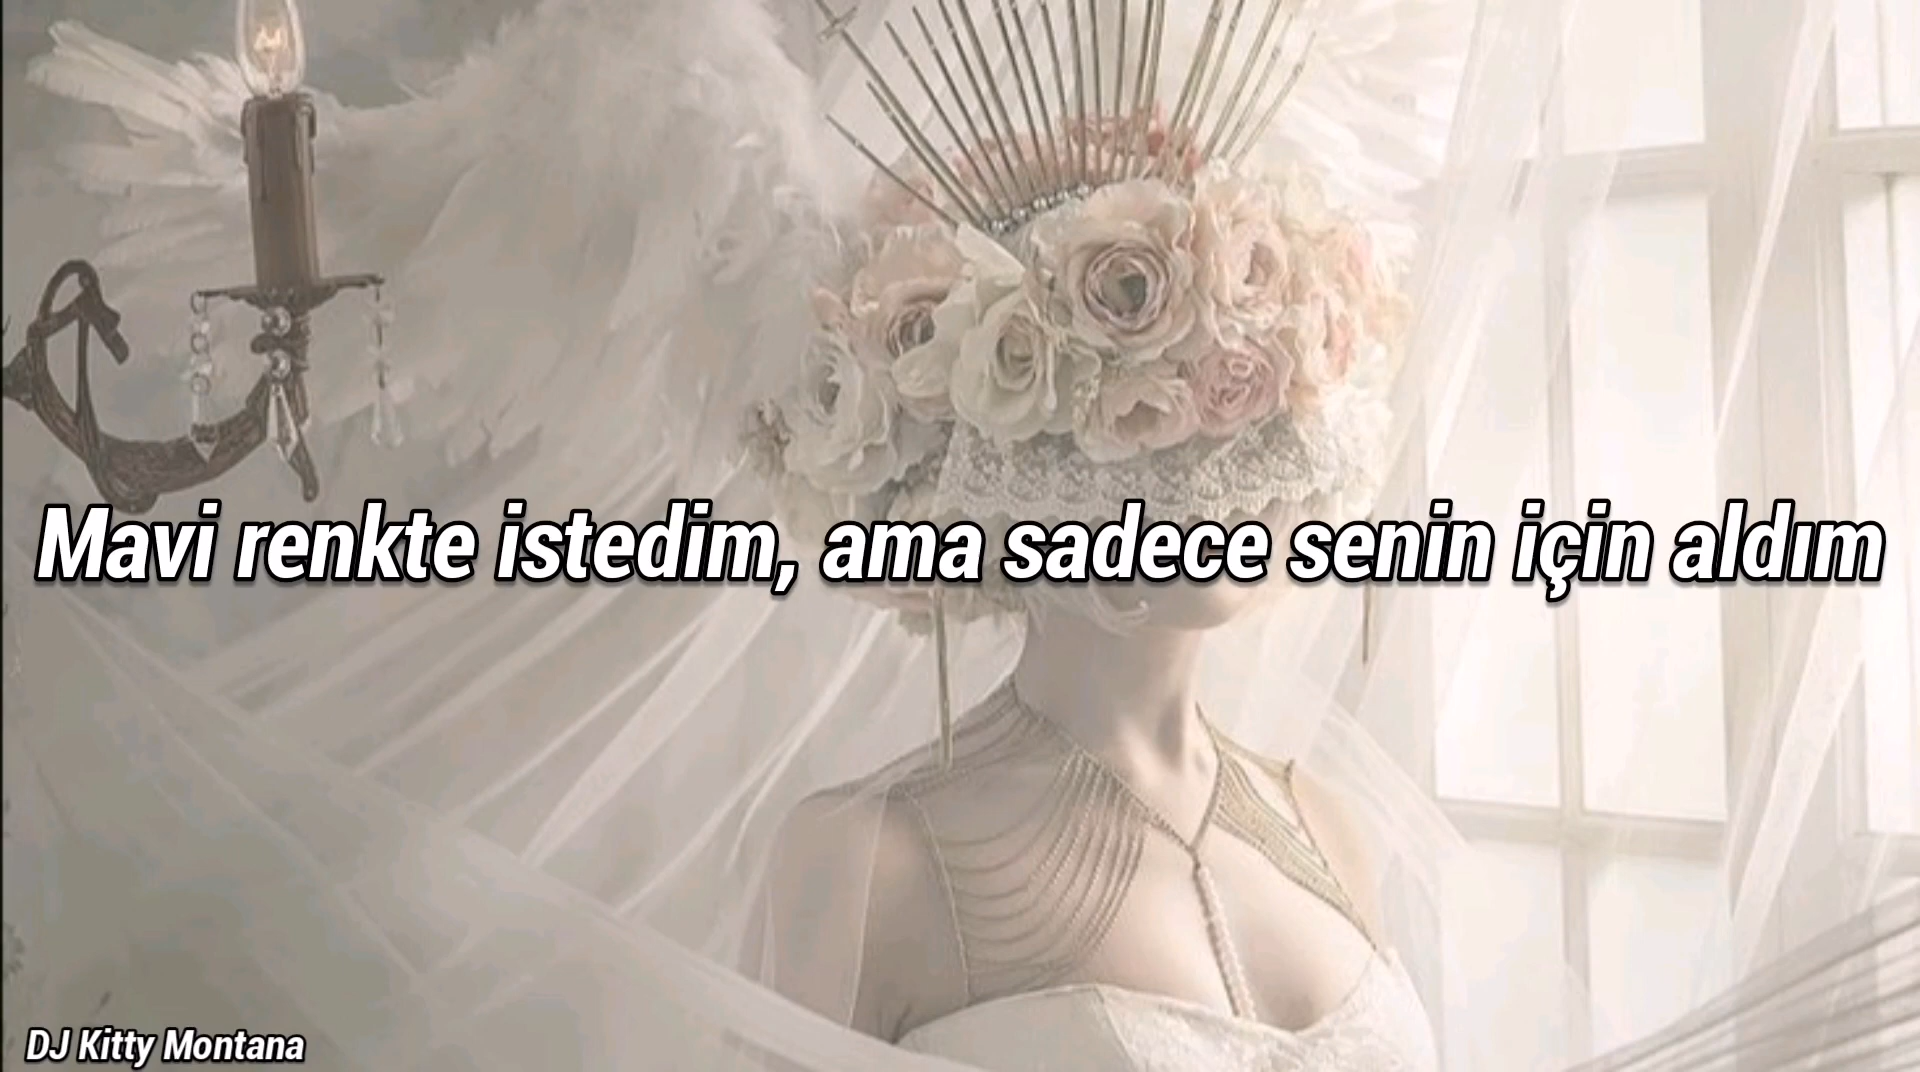 Mavi renkte istedim, ama sadece senin için aldım
DJ Kitty Montana